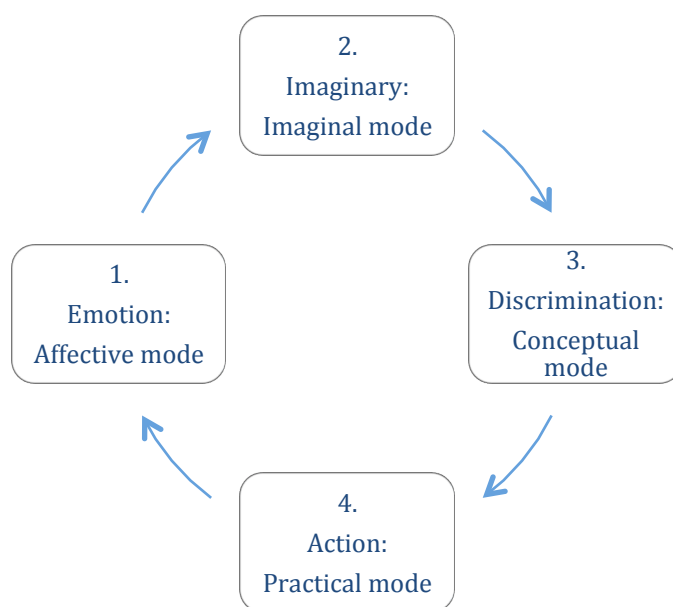 1.
Emotion:
Affective mode
2.
Imaginary:
Imaginal mode
3.
Discrimination:
Conceptual
mode
4.
Action:
Practical mode